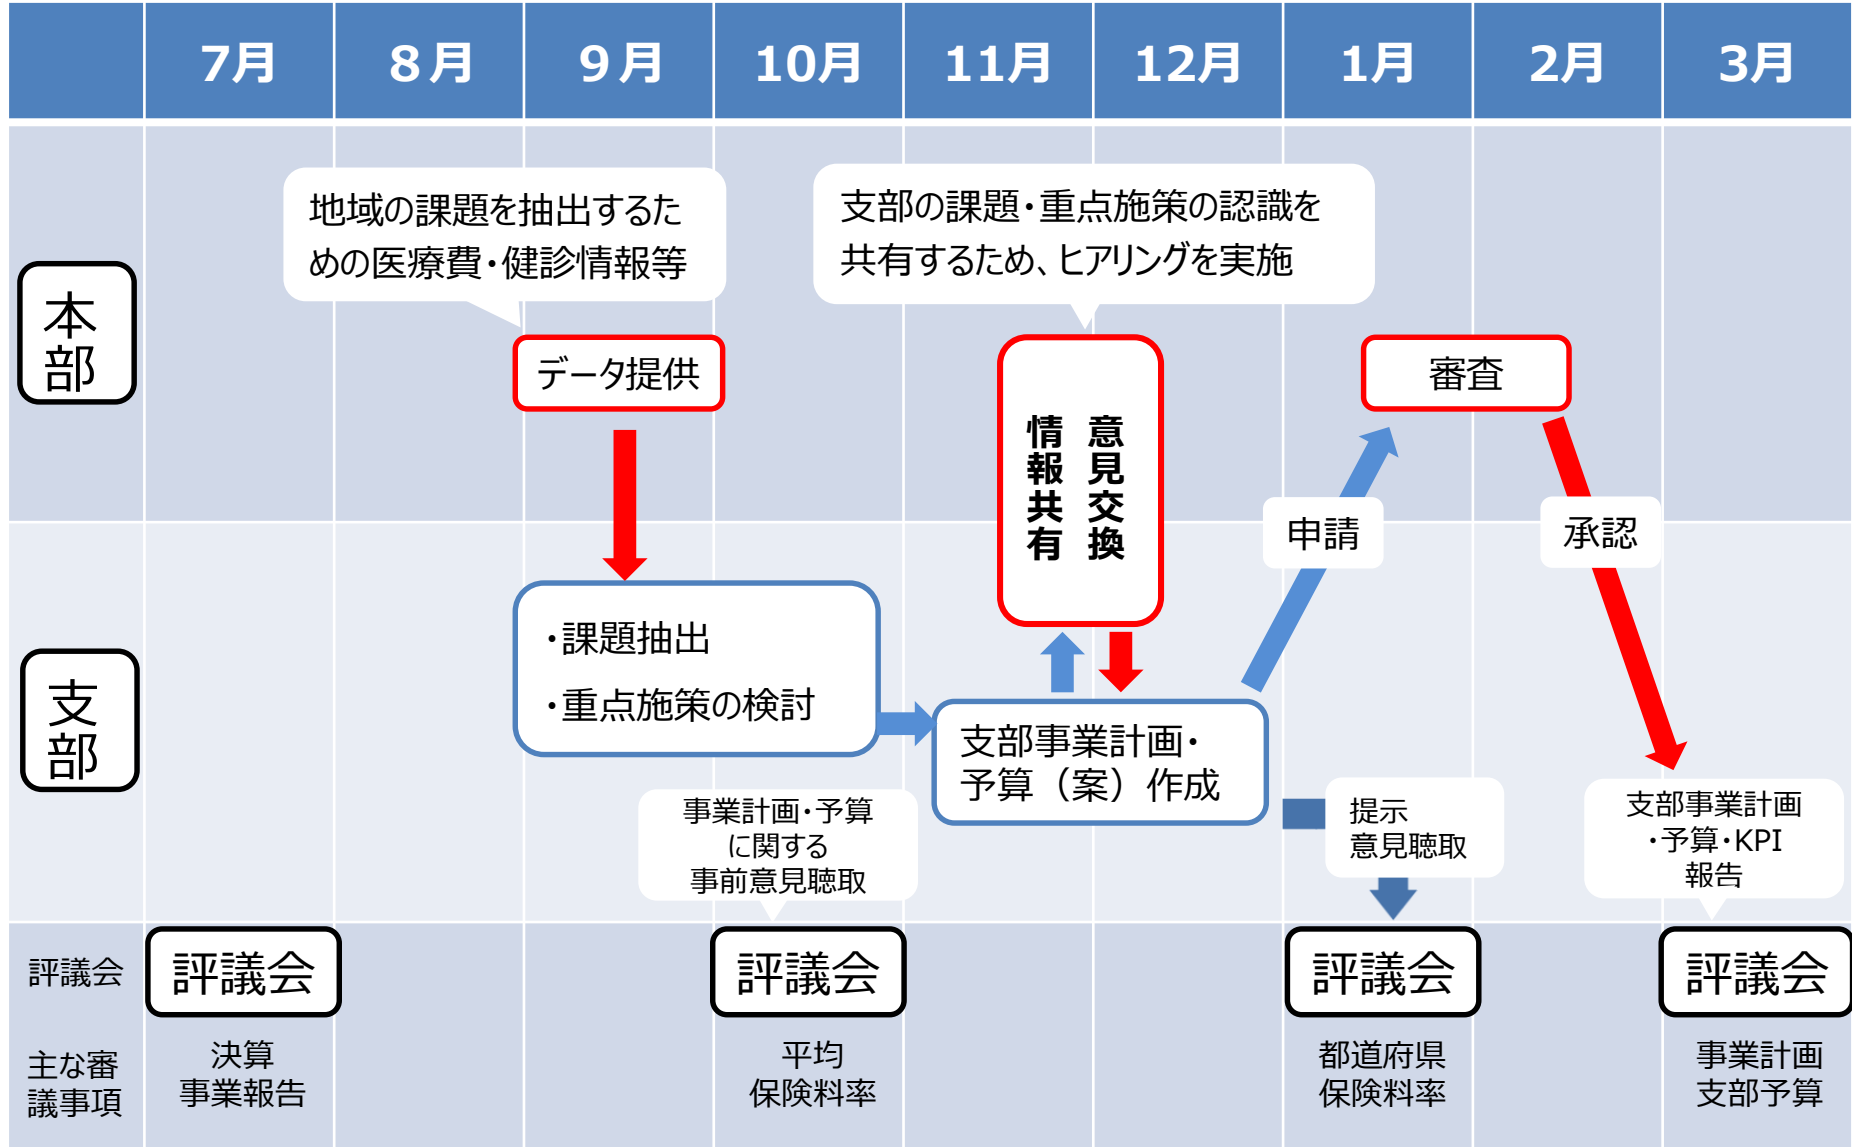 7月
8月
9月
10月
11月
12月
1月
2月
3月
本部
地域の課題を抽出するた
めの医療費・健診情報等
支部の課題・重点施策の認識を
共有するため、ヒアリングを実施
データ提供
意見交換
情報共有
審査
申請
承認
支部
・課題抽出
・重点施策の検討
支部事業計画・
予算（案）作成
事業計画・予算
に関する
事前意見聴取
提示
意見聴取
支部事業計画
・予算・KPI
報告
評議会
評議会
評議会
評議会
評議会
主な審
議事項
決算
事業報告
平均
保険料率
都道府県
保険料率
事業計画
支部予算